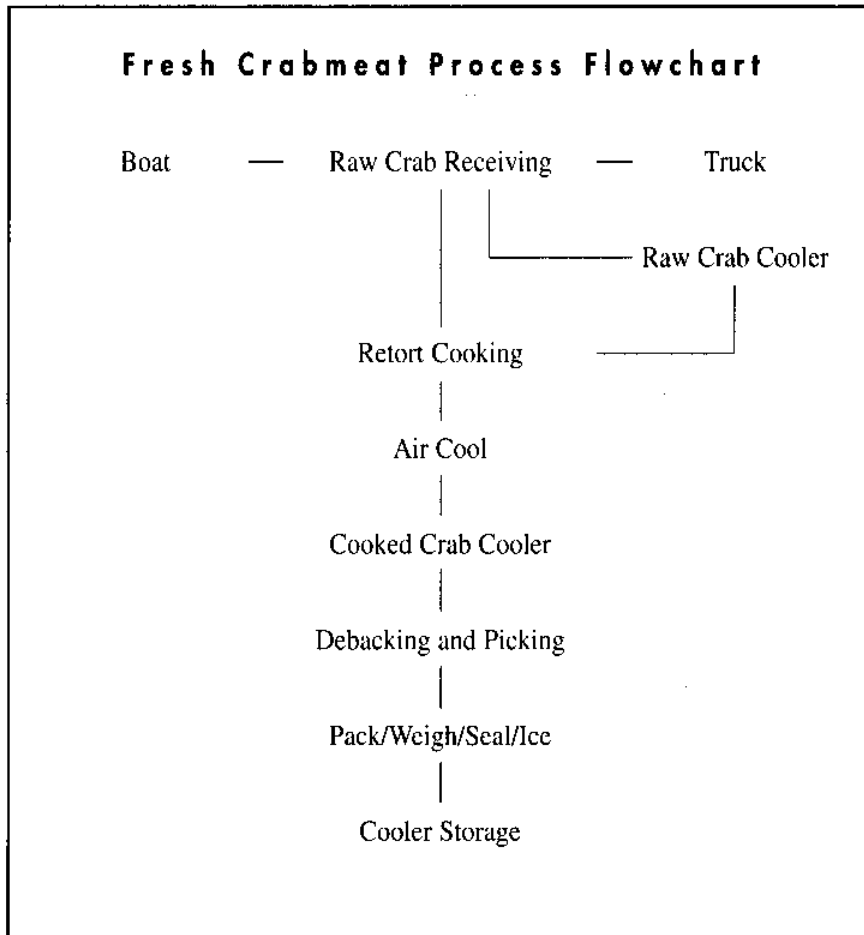 Fresh Crabmeat Process Flowchart
Boat — Raw Crab Receiving — Truck
Raw Crab Cooler
Retort Cooking
Air Cool
Cooked Crab Cooler
Debacking and Picking
Pack/Weigh/Seal/Ice
Cooler Storage